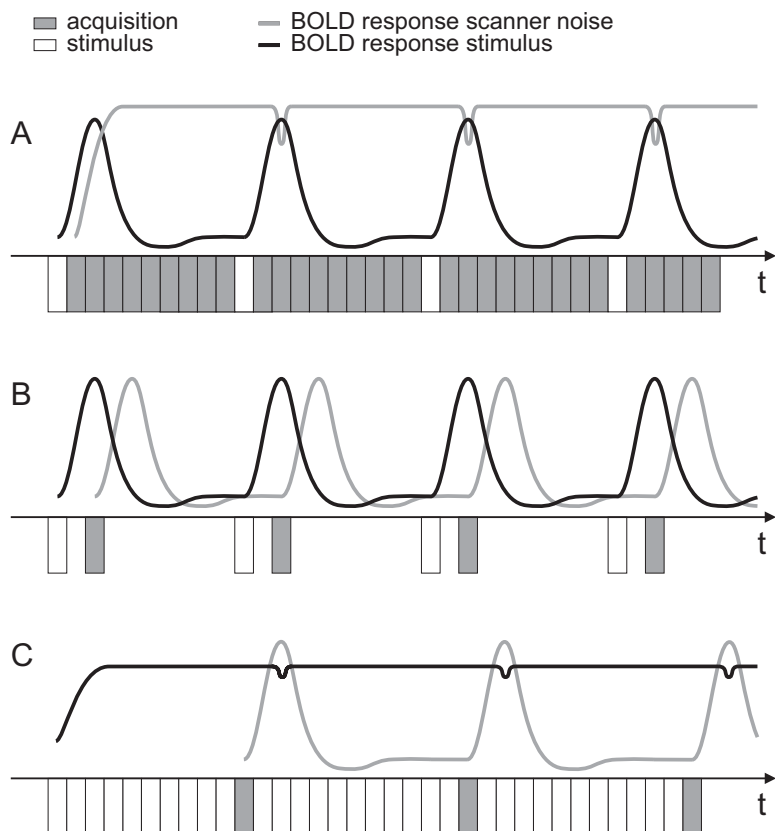 acquisition
stimulus
BOLD response scanner noise
BOLD response stimulus
A
t
B
t
C
t